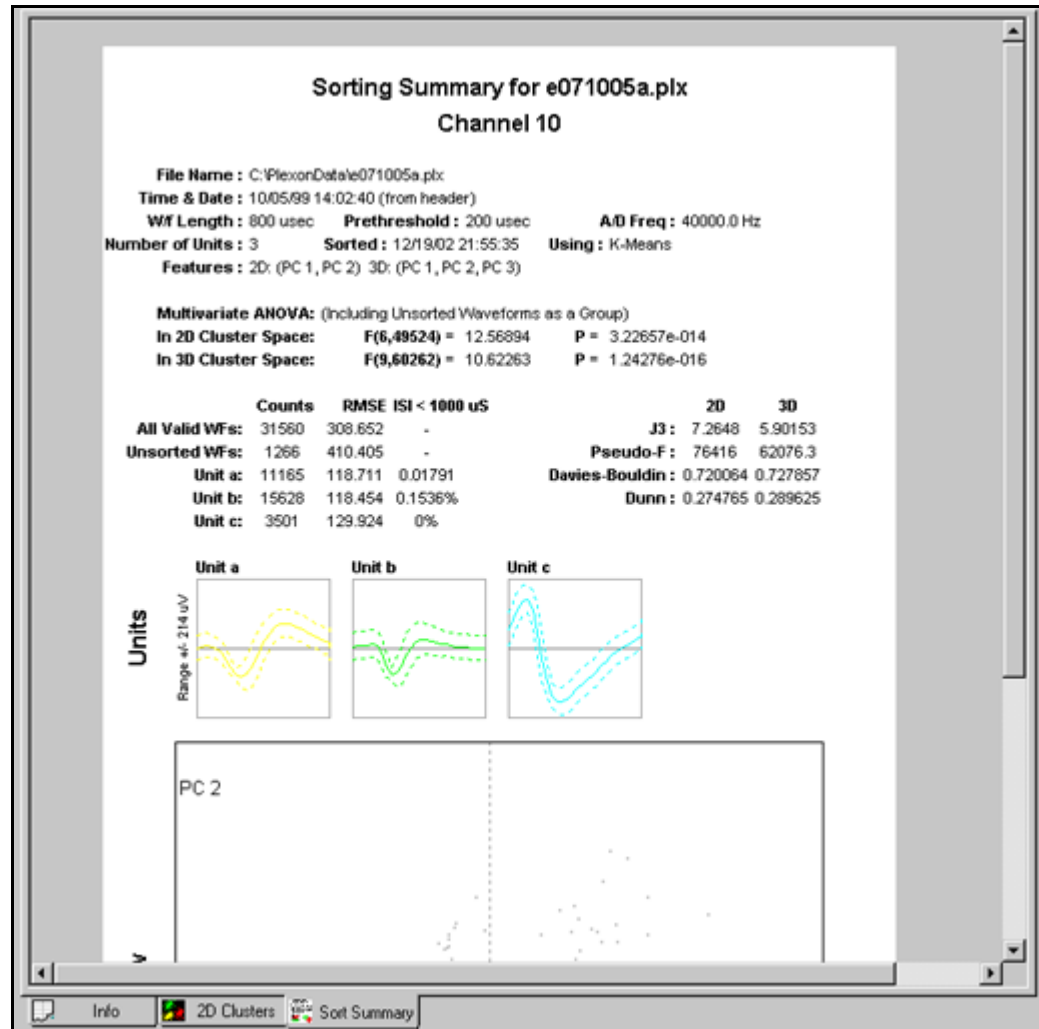 Sorting Summary for e071005a.plx
Channel 10
File Name : C:\PlexonData\e071005a.plx
Time & Date : 10/05/99 14:02:40 (from header)
W/f Length : 800 usec Prethreshold : 200 usec A/D Freq : 40000.0 Hz
Number of Units : 3 Sorted : 12/19/02 21:55:35 Using : K-Means
Features : 2D: (PC 1, PC 2) 3D: (PC 1, PC 2, PC 3)
Multivariate ANOVA: (Including Unsorted Waveforms as a Group)
In 2D Cluster Space: F(6,49524) = 12.56894 P = 3.22657e-014
In 3D Cluster Space: F(9,60262) = 10.62263 P = 1.24276e-016
Counts RMSE ISI < 1000 uS 2D 3D
All Valid WFs: 31560 308.652 - J3 : 7.2648 5.90153
Unsorted WFs: 1266 410.405 - Pseudo-F : 76416 62076.3
Unit a: 11165 118.711 0.01791 Davies-Bouldin : 0.720064 0.727857
Unit b: 15628 118.454 0.1536% Dunn : 0.274765 0.289625
Unit c: 3501 129.924 0%
Unit a Unit b Unit c
Units
Range +/- 214 uV
PC 2
Info 2D Clusters Sort Summary